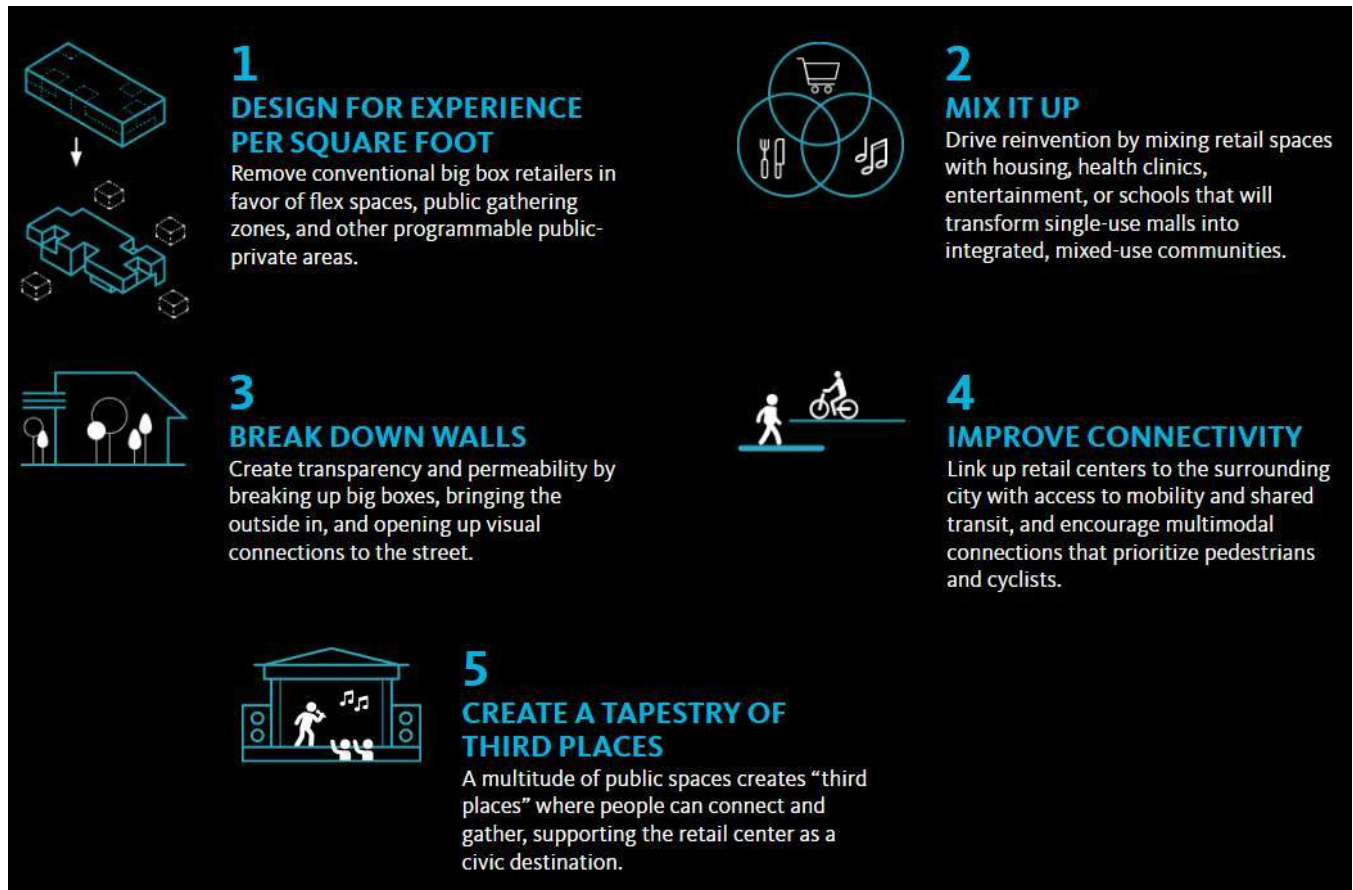 1
DESIGN FOR EXPERIENCE
PER SQUARE FOOT
Remove conventional big box retailers in
favor of flex spaces, public gathering
zones, and other programmable public-
private areas.
2
MIX IT UP
Drive reinvention by mixing retail spaces
with housing, health clinics,
entertainment, or schools that will
transform single-use malls into
integrated, mixed-use communities.
3
BREAK DOWN WALLS
Create transparency and permeability by
breaking up big boxes, bringing the
outside in, and opening up visual
connections to the street.
4
IMPROVE CONNECTIVITY
Link up retail centers to the surrounding
city with access to mobility and shared
transit, and encourage multimodal
connections that prioritize pedestrians
and cyclists.
5
CREATE A TAPESTRY OF
THIRD PLACES
A multitude of public spaces creates “third
places” where people can connect and
gather, supporting the retail center as a
civic destination.